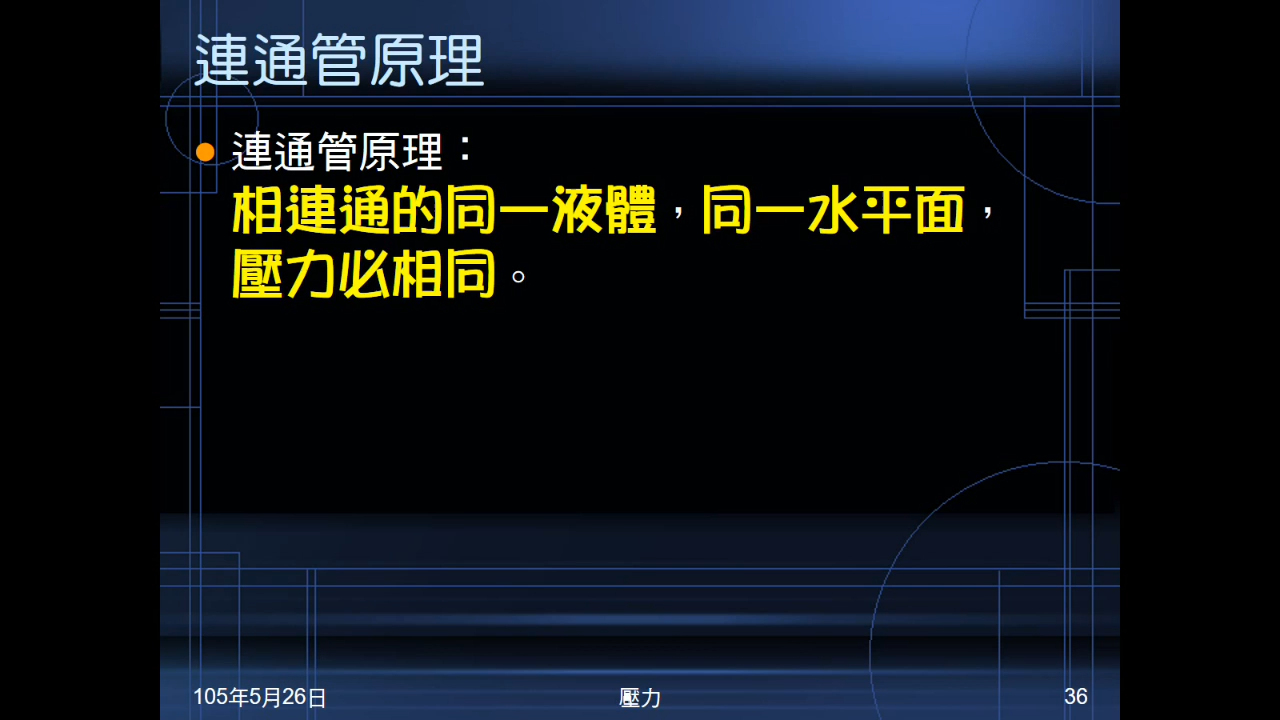 連通管原理
連通管原理：
相連通的同一液體，同一水平面，
壓力必相同。
105年5月26日
壓力
36